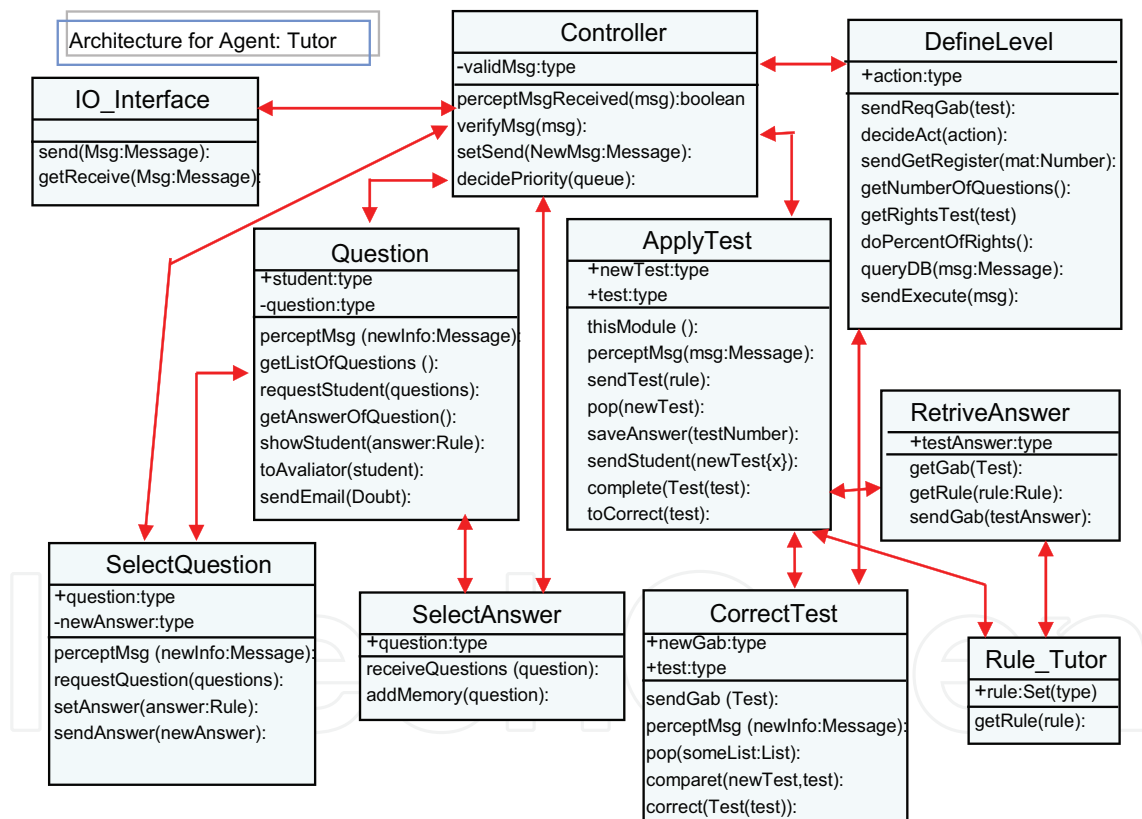 Architecture for Agent: Tutor
IO_Interface
send(Msg:Message):
getReceive(Msg:Message):
Controller
-validMsg:type
perceptMsgReceived(msg):boolean
verifyMsg(msg):
setSend(NewMsg:Message):
decidePriority(queue):
DefineLevel
+action:type
sendReqGab(test):
decideAct(action):
sendGetRegister(mat:Number):
getNumberOfQuestions():
getRightsTest(test)
doPercentOfRights():
queryDB(msg:Message):
sendExecute(msg):
Question
+student:type
-question:type
perceptMsg (newInfo:Message):
getListOfQuestions ():
requestStudent(questions):
getAnswerOfQuestion():
showStudent(answer:Rule):
toAvaliator(student):
sendEmail(Doubt):
ApplyTest
+newTest:type
+test:type
thisModule ():
perceptMsg(msg:Message):
sendTest(rule):
pop(newTest):
saveAnswer(testNumber):
sendStudent(newTest{x}):
complete(Test(test):
toCorrect(test):
RetriveAnswer
+testAnswer:type
getGab(Test):
getRule(rule:Rule):
sendGab(testAnswer):
SelectQuestion
+question:type
-newAnswer:type
perceptMsg (newInfo:Message):
requestQuestion(questions):
setAnswer(answer:Rule):
sendAnswer(newAnswer):
SelectAnswer
+question:type
receiveQuestions (question):
addMemory(question):
CorrectTest
+newGab:type
+test:type
sendGab (Test):
perceptMsg (newInfo:Message):
pop(someList:List):
comparet(newTest,test):
correct(Test(test)):
Rule_Tutor
+rule:Set(type)
getRule(rule):